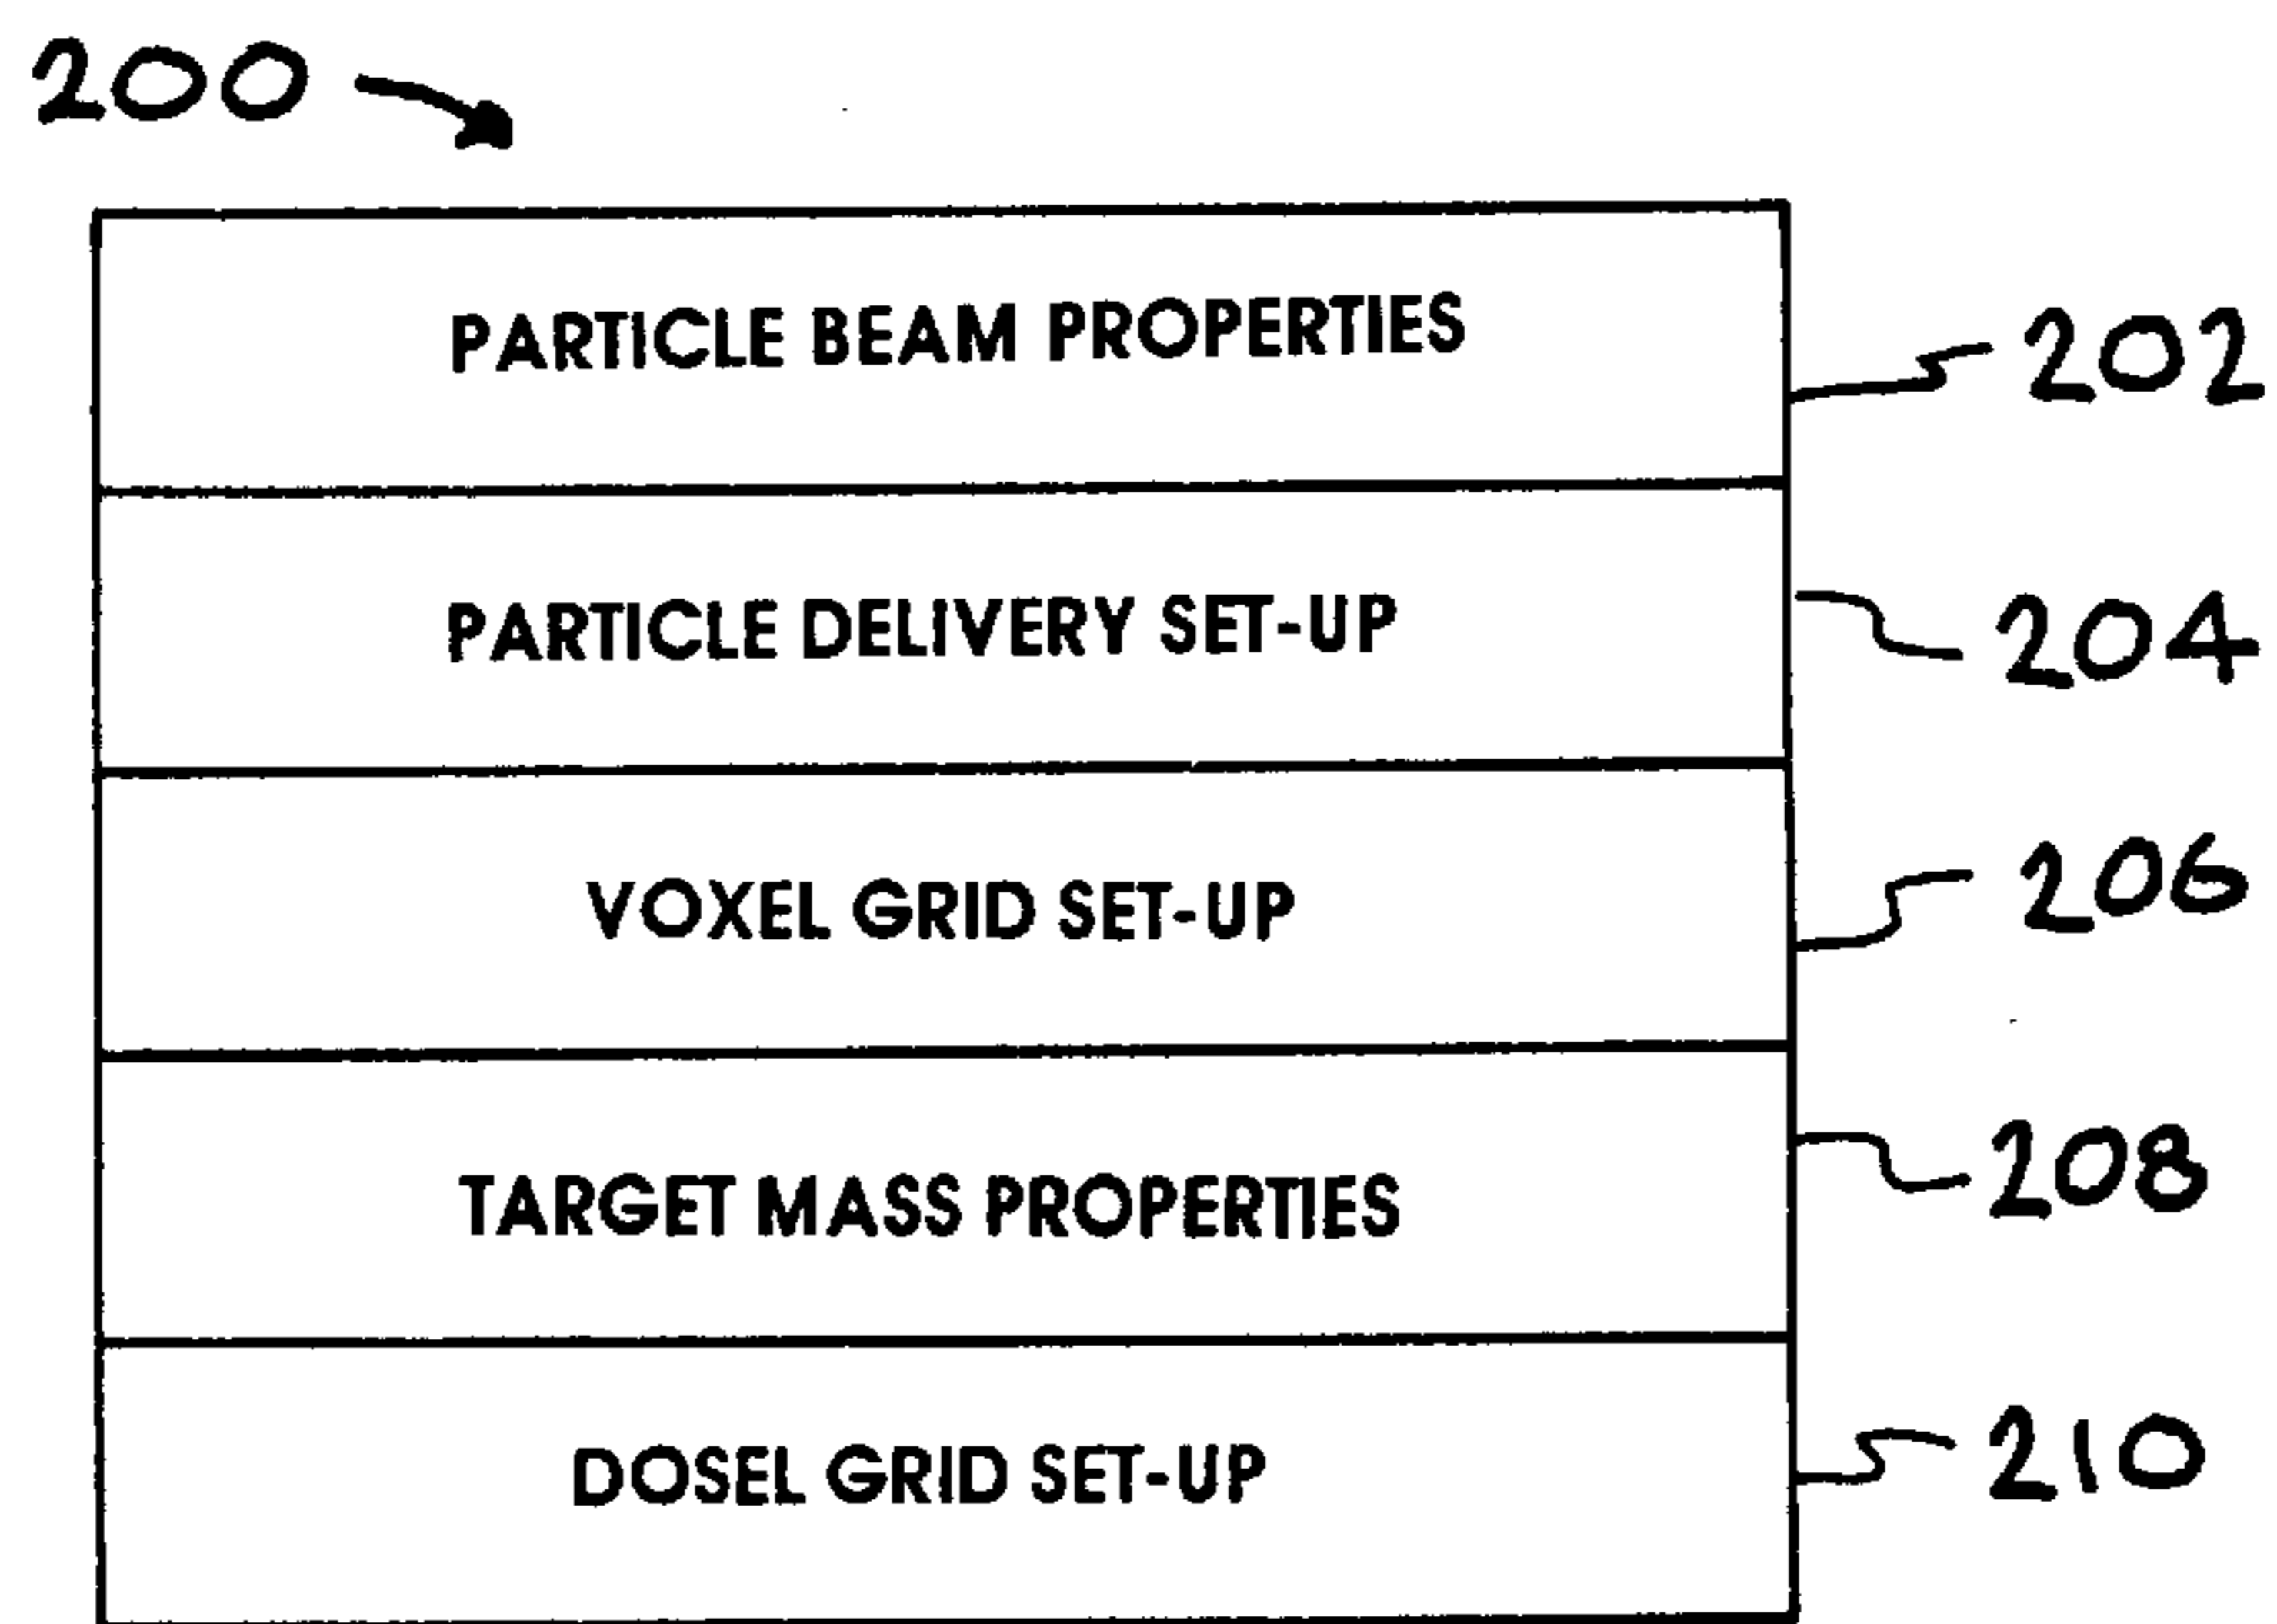 200
PARTICLE BEAM PROPERTIES
202
PARTICLE DELIVERY SET-UP
204
VOXEL GRID SET-UP
206
TARGET MASS PROPERTIES
208
DOSEL GRID SET-UP
210